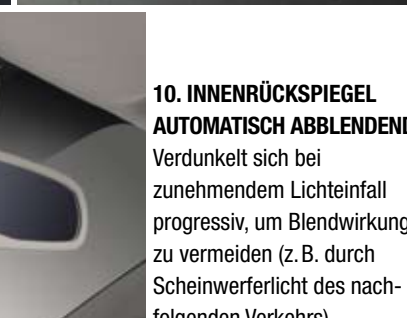 10. INNENRÜCKSPIEGEL
AUTOMATISCH ABBLENDEND
Verdunkelt sich bei
zunehmendem Lichteinfall
progressiv, um Blendwirkung
zu vermeiden (z. B. durch
Scheinwerferlicht des nach-
folgenden Verkehrs).